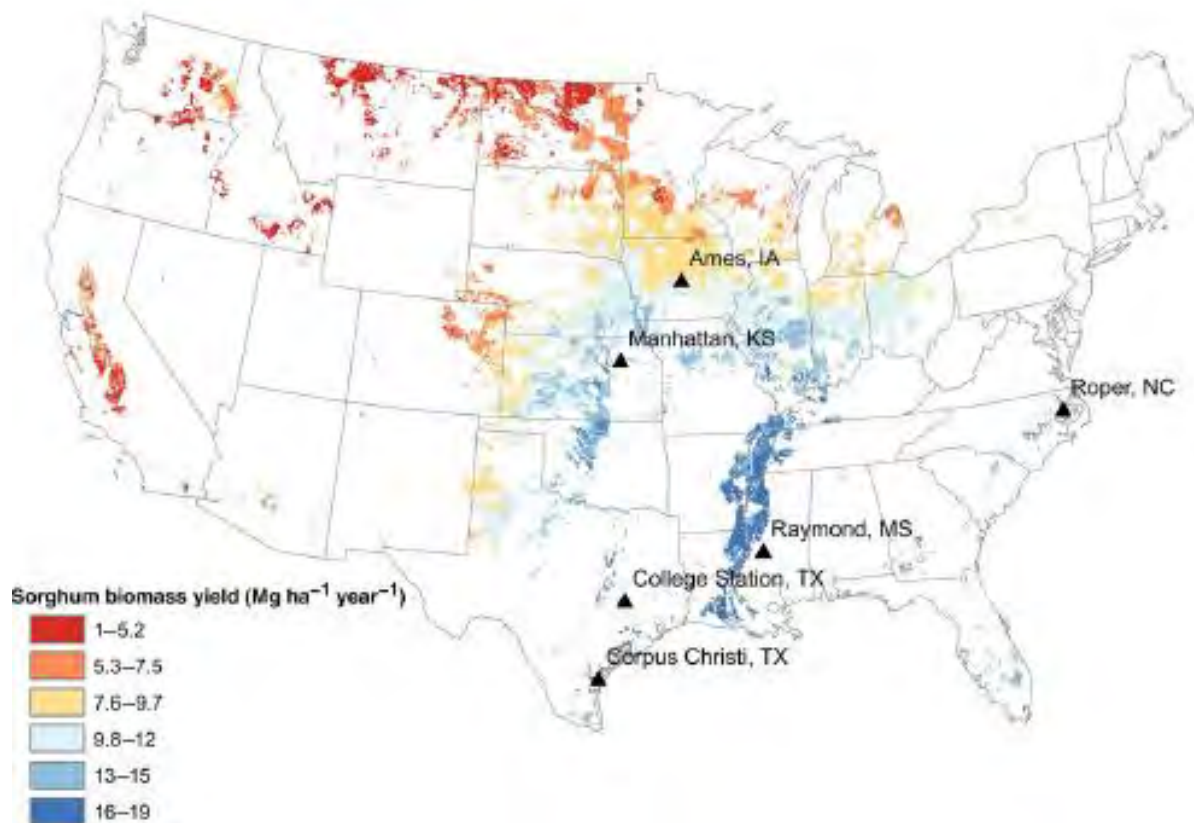 Ames, IA
Manhattan, KS
Roper, NC
Raymond, MS
College Station, TX
Corpus Christi, TX
Sorghum biomass yield (Mg ha⁻¹ year⁻¹)
1–5.2
5.3–7.5
7.6–9.7
9.8–12
13–15
16–19